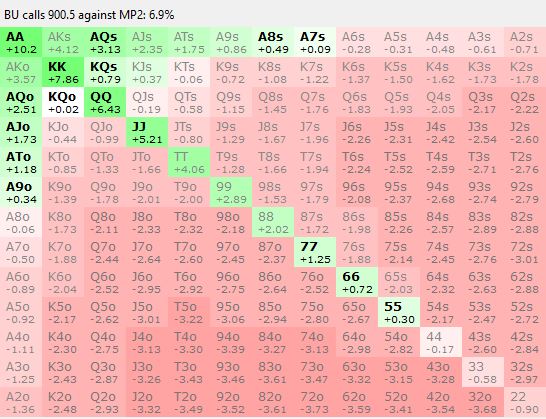 BU calls 900.5 against MP2: 6.9%
AA AKs AQs AJs ATs A9s A8s A7s A6s A5s A4s A3s A2s
+10.2 +4.12 +3.13 +2.35 +1.75 +0.86 +0.49 +0.09 -0.28 -0.31 -0.48 -0.61 -0.71
AKo KK KQs KJs KTs K9s K8s K7s K6s K5s K4s K3s K2s
+3.57 +7.86 +0.79 +0.37 -0.06 -0.72 -1.08 -1.22 -1.37 -1.50 -1.62 -1.73 -1.78
AQo KQo QQ QJs QTs Q9s Q8s Q7s Q6s Q5s Q4s Q3s Q2s
+2.51 +0.02 +6.43 -0.19 -0.58 -1.15 -1.45 -1.76 -1.83 -1.93 -2.05 -2.17 -2.22
AJo KJo QJo JJ JTs J9s J8s J7s J6s J5s J4s J3s J2s
+1.73 -0.44 -0.99 +5.21 -0.80 -1.29 -1.67 -1.96 -2.25 -2.31 -2.42 -2.54 -2.60
ATo KTo QTo JTo TT T9s T8s T7s T6s T5s T4s T3s T2s
+1.18 -0.85 -1.33 -1.66 +4.06 -1.28 -1.66 -1.94 -2.24 -2.52 -2.59 -2.71 -2.76
A9o K9o Q9o J9o T9o 99 98s 97s 96s 95s 94s 93s 92s
+0.34 -1.39 -1.78 -2.01 -2.00 +2.89 -1.53 -1.79 -2.08 -2.37 -2.68 -2.74 -2.79
A8o K8o Q8o J8o T8o 98o 88 87s 86s 85s 84s 83s 82s
-0.06 -1.73 -2.11 -2.33 -2.32 -2.18 +2.02 -1.72 -1.98 -2.26 -2.57 -2.89 -2.88
A7o K7o Q7o J7o T7o 97o 87o 77 76s 75s 74s 73s 72s
-0.50 -1.88 -2.44 -2.64 -2.60 -2.45 -2.37 +1.25 -1.88 -2.14 -2.45 -2.76 -3.01
A6o K6o Q6o J6o T6o 96o 86o 76o 66 65s 64s 63s 62s
-0.89 -2.04 -2.52 -2.95 -2.92 -2.75 -2.64 -2.52 +0.72 -2.03 -2.32 -2.63 -2.88
A5o K5o Q5o J5o T5o 95o 85o 75o 65o 55 54s 53s 52s
-0.92 -2.17 -2.62 -3.01 -3.22 -3.06 -2.94 -2.80 -2.67 +0.30 -2.17 -2.47 -2.72
A4o K4o Q4o J4o T4o 94o 84o 74o 64o 54o 44 43s 42s
-1.11 -2.30 -2.75 -3.13 -3.30 -3.39 -3.27 -3.13 -2.98 -2.82 -0.17 -2.60 -2.84
A3o K3o Q3o J3o T3o 93o 83o 73o 63o 53o 43o 33 32s
-1.25 -2.43 -2.87 -3.26 -3.43 -3.46 -3.61 -3.47 -3.32 -3.15 -3.28 -0.58 -2.97
A2o K2o Q2o J2o T2o 92o 82o 72o 62o 52o 42o 32o 22
-1.36 -2.48 -2.93 -3.32 -3.49 -3.52 -3.61 -3.73 -3.59 -3.41 -3.54 -3.68 -0.90